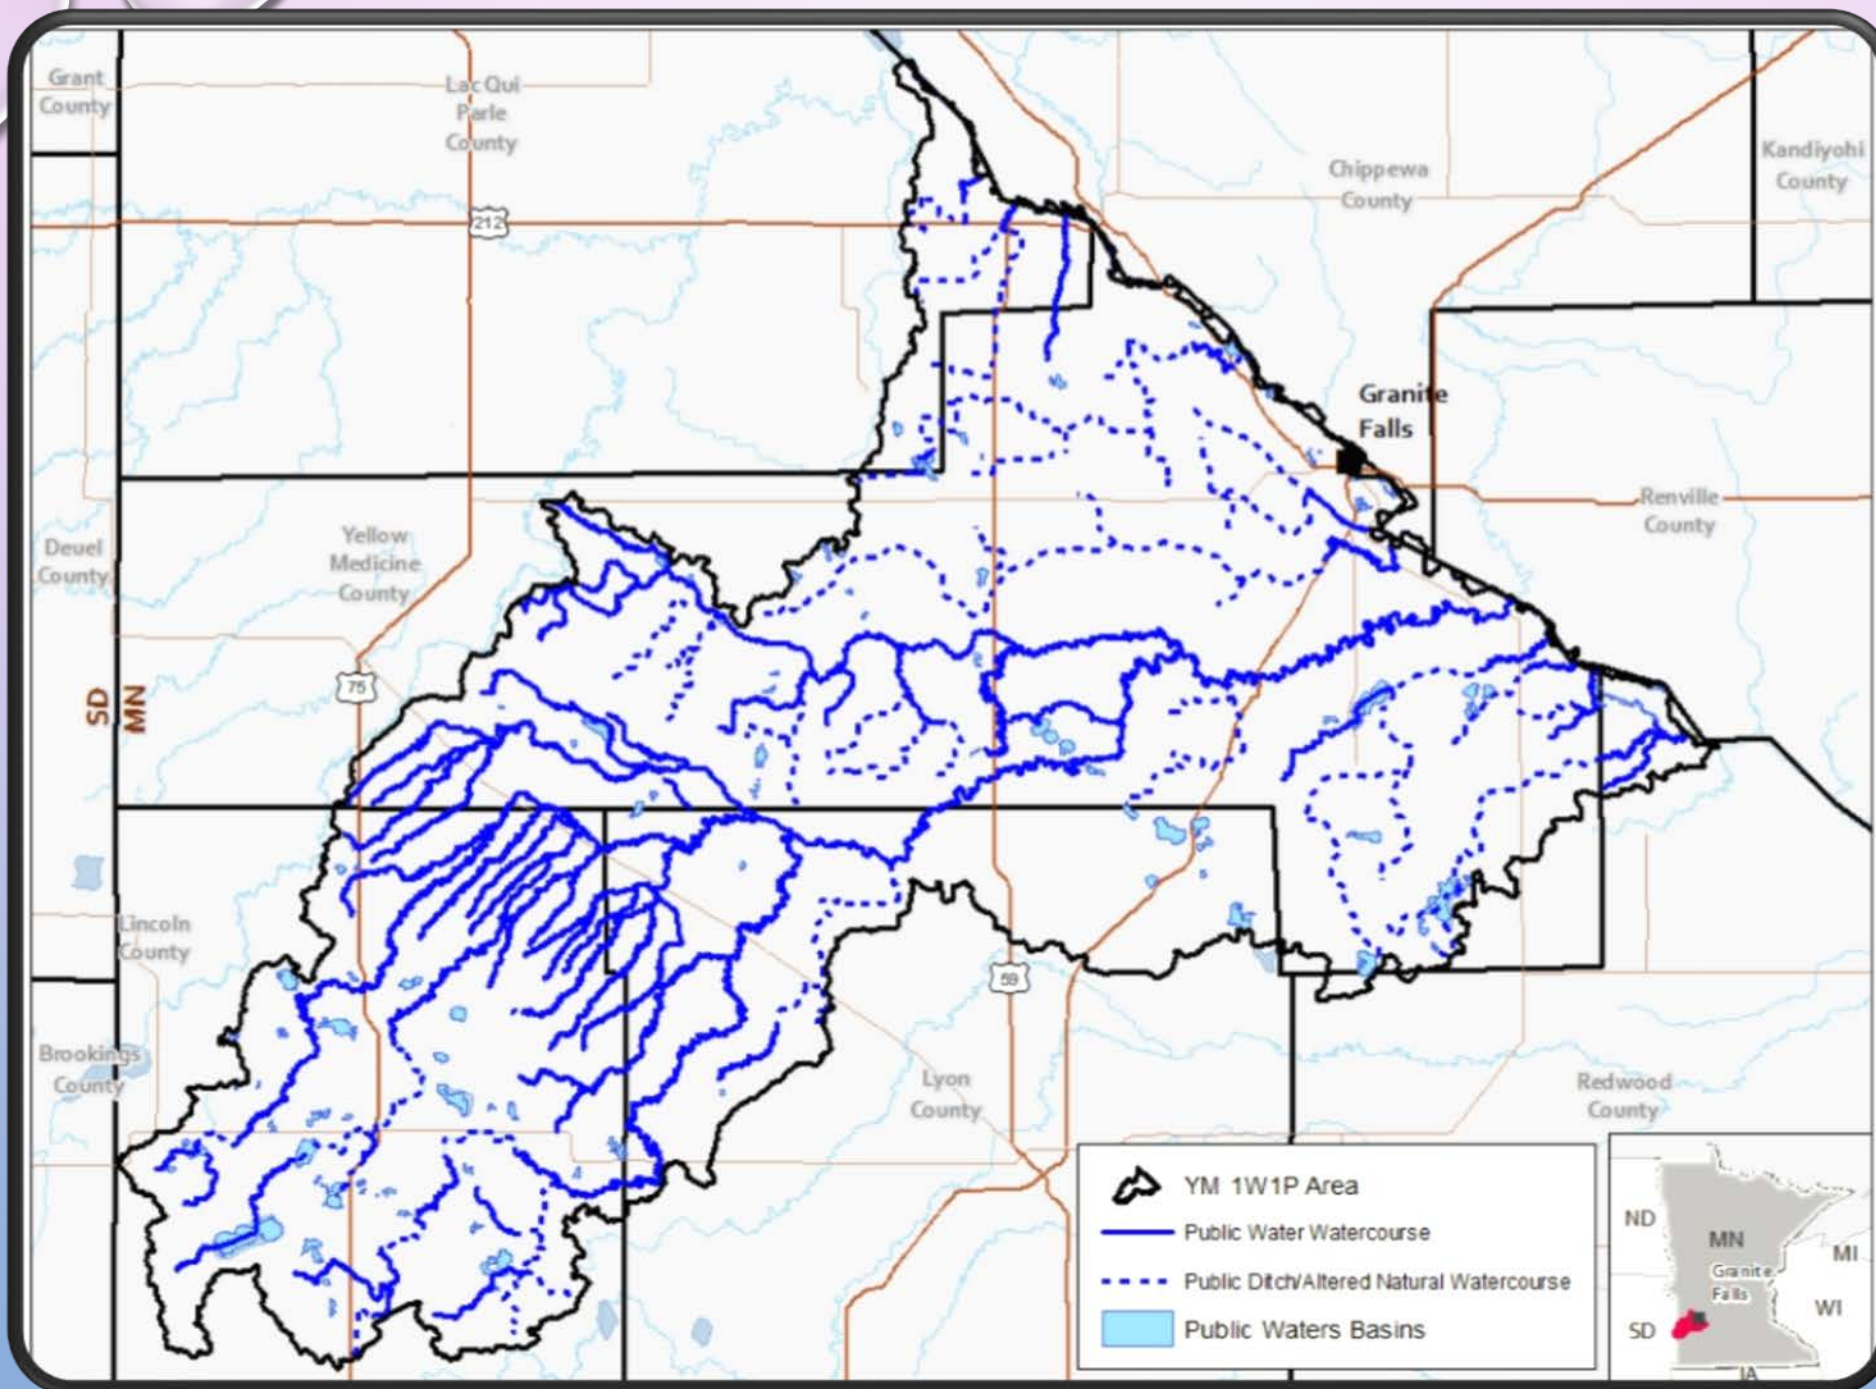 Grant
County
Lac Qui
Parle
County
Chippewa
County
Kandiyohi
County
212
Granite
Falls
Renville
County
Deuel
County
Yellow
Medicine
County
75
SD
MN
Lincoln
County
59
Brookings
County
Lyon
County
Redwood
County
YM 1W1P Area
Public Water Watercourse
Public Ditch/Altered Natural Watercourse
Public Waters Basins
ND
MN
MI
Granite
Falls
WI
SD
IA